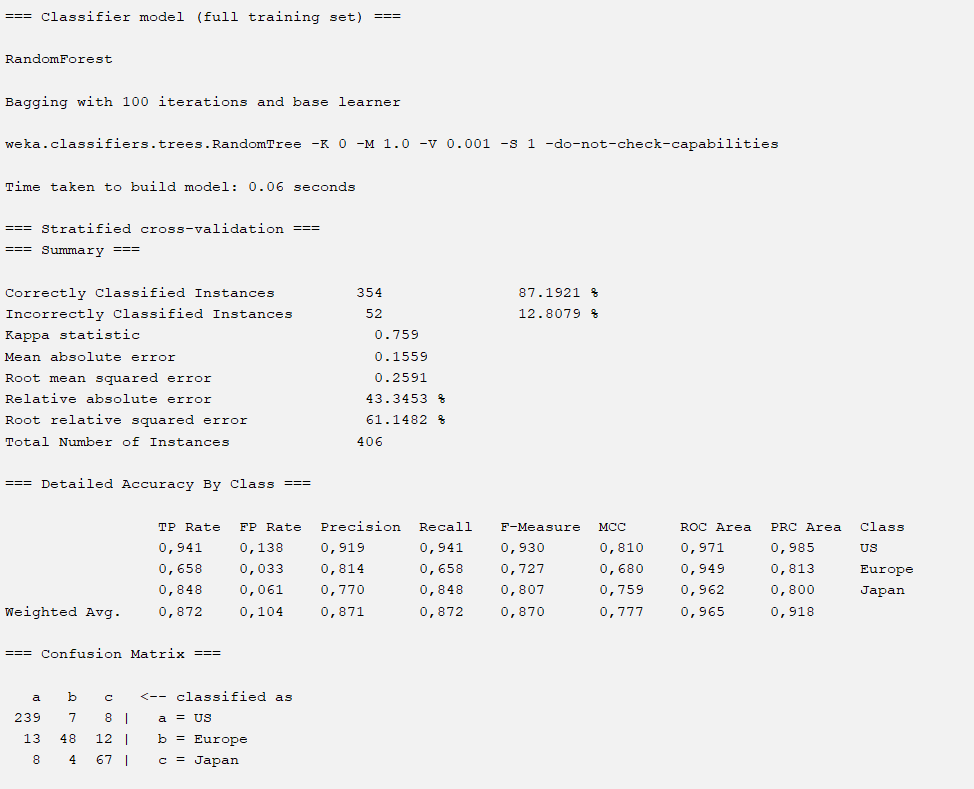 === Classifier model (full training set) ===
RandomForest
Bagging with 100 iterations and base learner
weka.classifiers.trees.RandomTree -K 0 -M 1.0 -V 0.001 -S 1 -do-not-check-capabilities
Time taken to build model: 0.06 seconds
=== Stratified cross-validation ===
=== Summary ===
Correctly Classified Instances 354 87.1921 %
Incorrectly Classified Instances 52 12.8079 %
Kappa statistic 0.759
Mean absolute error 0.1559
Root mean squared error 0.2591
Relative absolute error 43.3453 %
Root relative squared error 61.1482 %
Total Number of Instances 406
=== Detailed Accuracy By Class ===
TP Rate FP Rate Precision Recall F-Measure MCC ROC Area PRC Area Class
0,941 0,138 0,919 0,941 0,930 0,810 0,971 0,985 US
0,658 0,033 0,814 0,658 0,727 0,680 0,949 0,813 Europe
0,848 0,061 0,770 0,848 0,807 0,759 0,962 0,800 Japan
Weighted Avg. 0,872 0,104 0,871 0,872 0,870 0,777 0,965 0,918
=== Confusion Matrix ===
a b c <-- classified as
239 7 8 | a = US
13 48 12 | b = Europe
8 4 67 | c = Japan